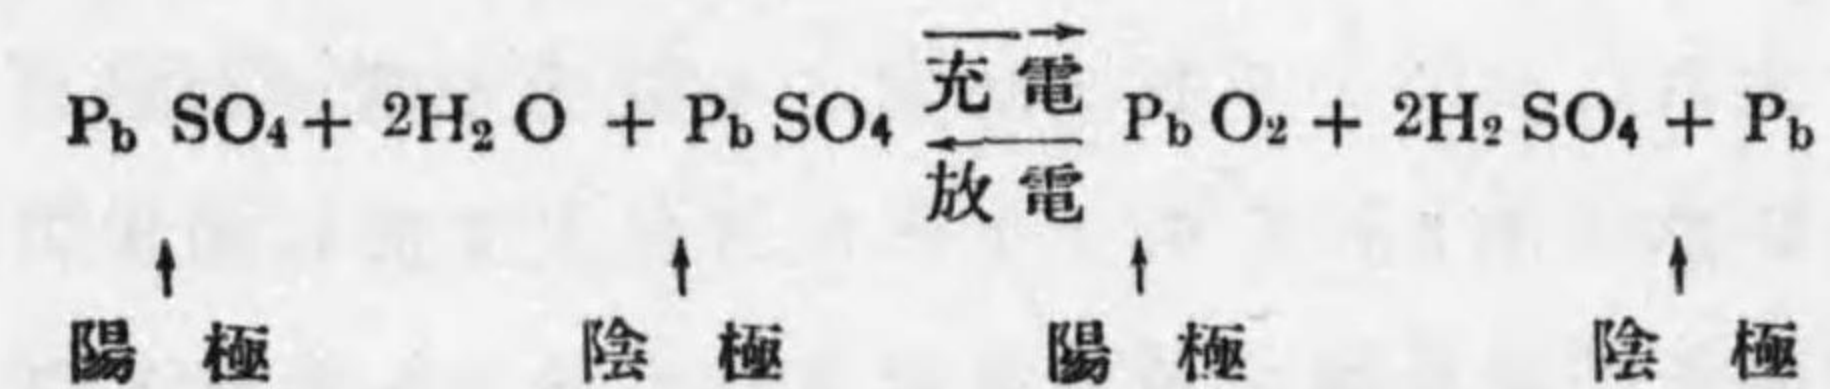 充電
Pb SO₄ + 2H₂O + Pb SO₄ ⇄ Pb O₂ + 2H₂ SO₄ + Pb
放電
陽極 陰極 陽極 陰極